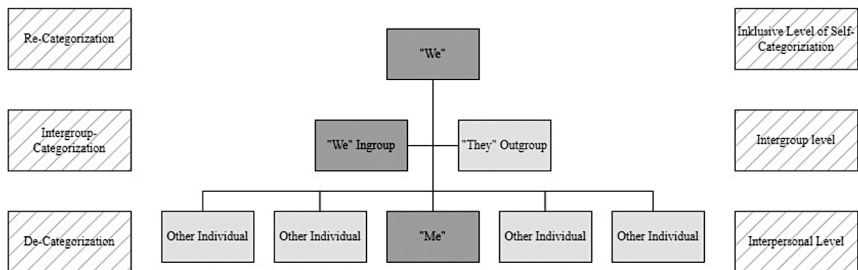 Re-Categorization
"We"
Inklusive Level of Self-
Categoriziation
Intergroup-
Categorization
"We" Ingroup
"They" Outgroup
Intergroup level
De-Categorization
Other Individual
Other Individual
"Me"
Other Individual
Other Individual
Interpersonal Level